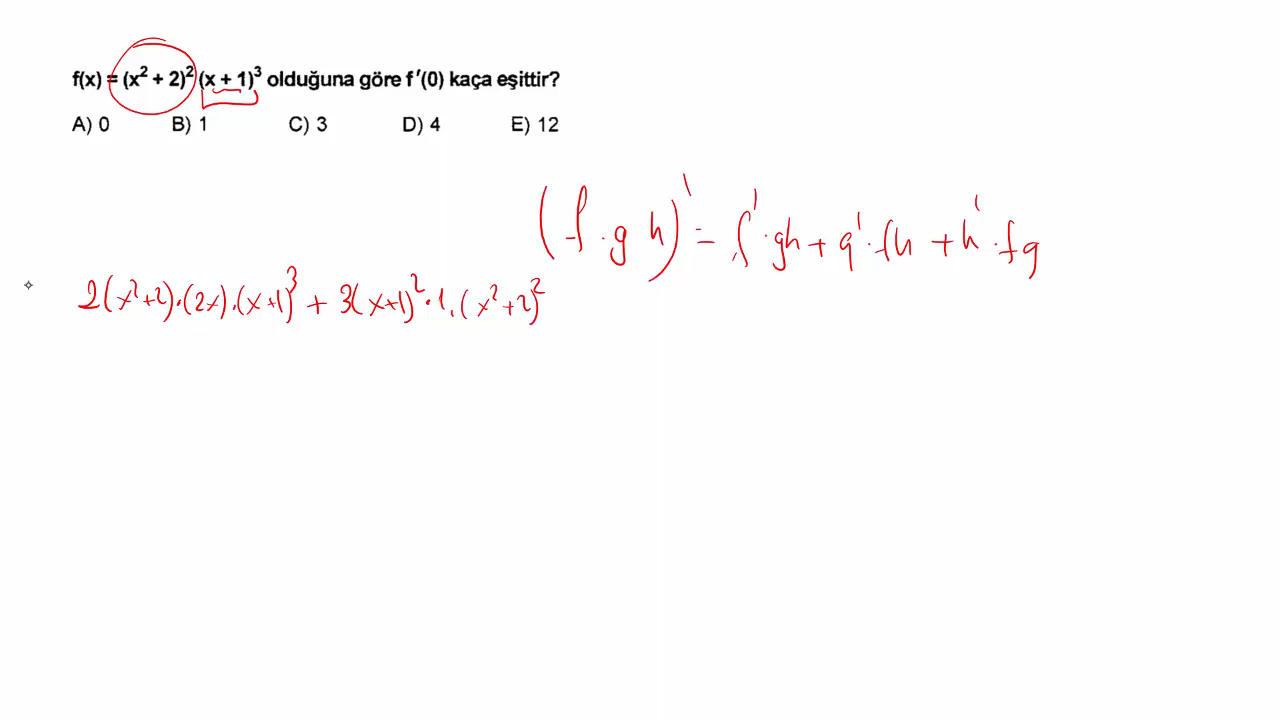 f(x) = (x² + 2)² (x + 1)³ olduğuna göre f′(0) kaça eşittir?
A) 0 B) 1 C) 3 D) 4 E) 12
(f · g h)' = f' · gh + g' · fh + h' · fg
2(x²+2)·(2x)·(x+1)³ + 3(x+1)²·1·(x²+2)²